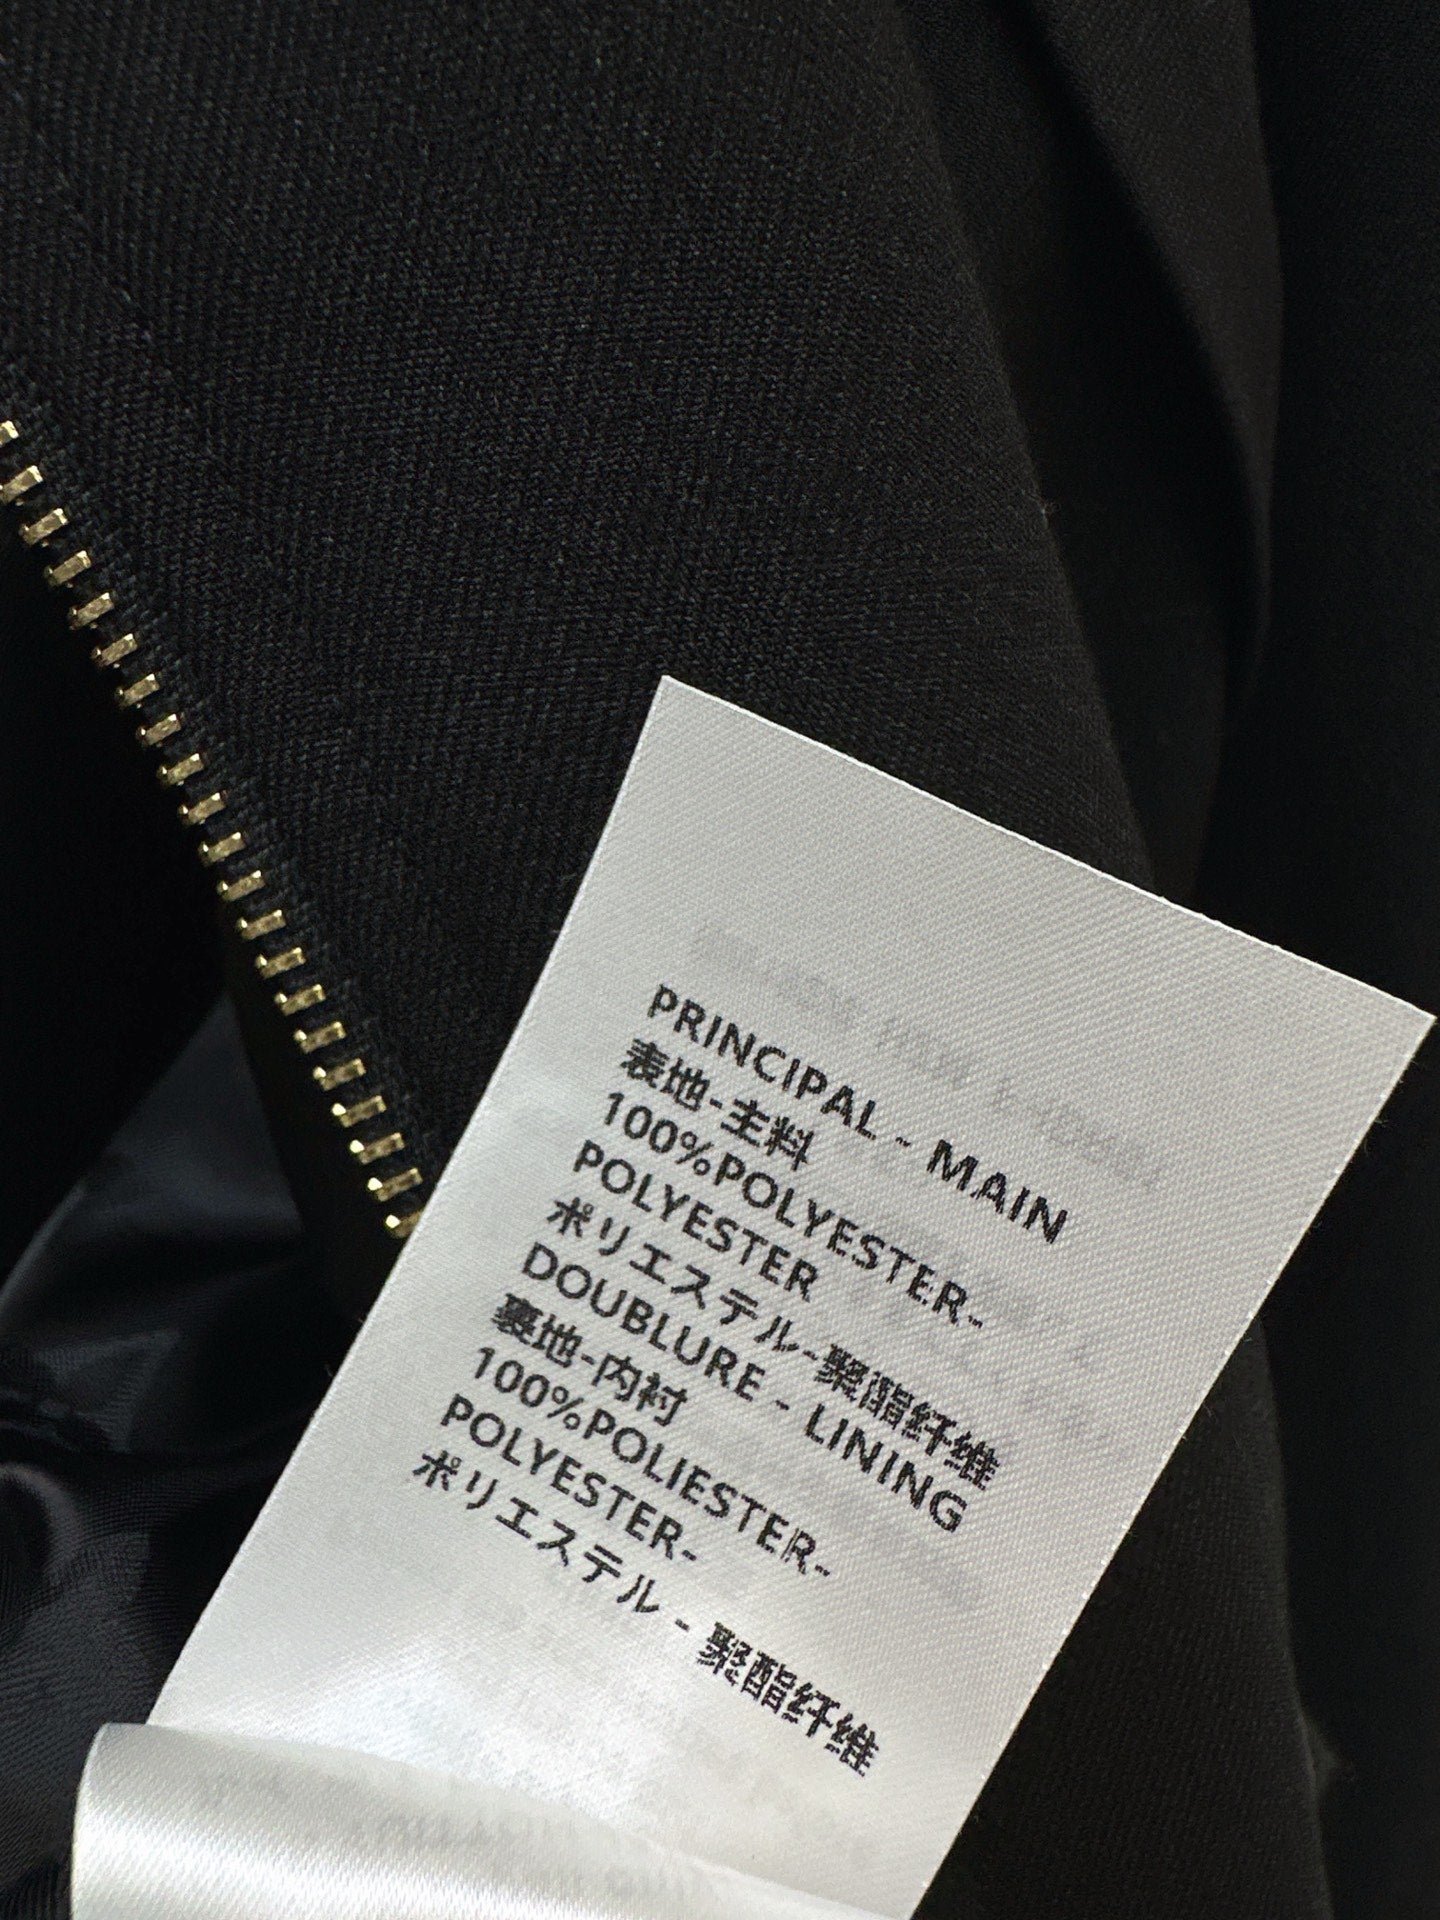 PRINCIPAL - MAIN
表地-主料
100%POLYESTER-
POLYESTER
ポリエステル-聚酯纤维
DOUBLURE - LINING
裏地-内衬
100%POLIESTER-
POLYESTER-
ポリエステル - 聚酯纤维